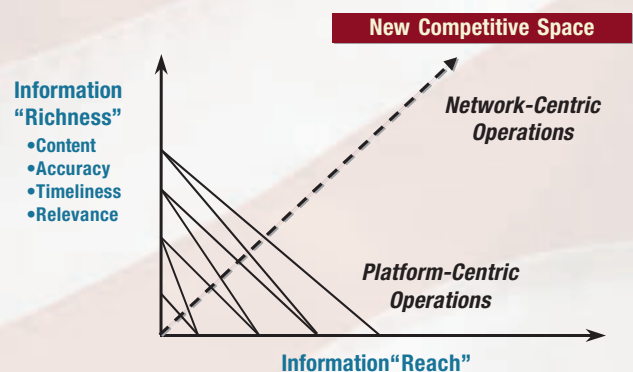 New Competitive Space
Information
“Richness”
•Content
•Accuracy
•Timeliness
•Relevance
Network-Centric
Operations
Platform-Centric
Operations
Information“Reach”